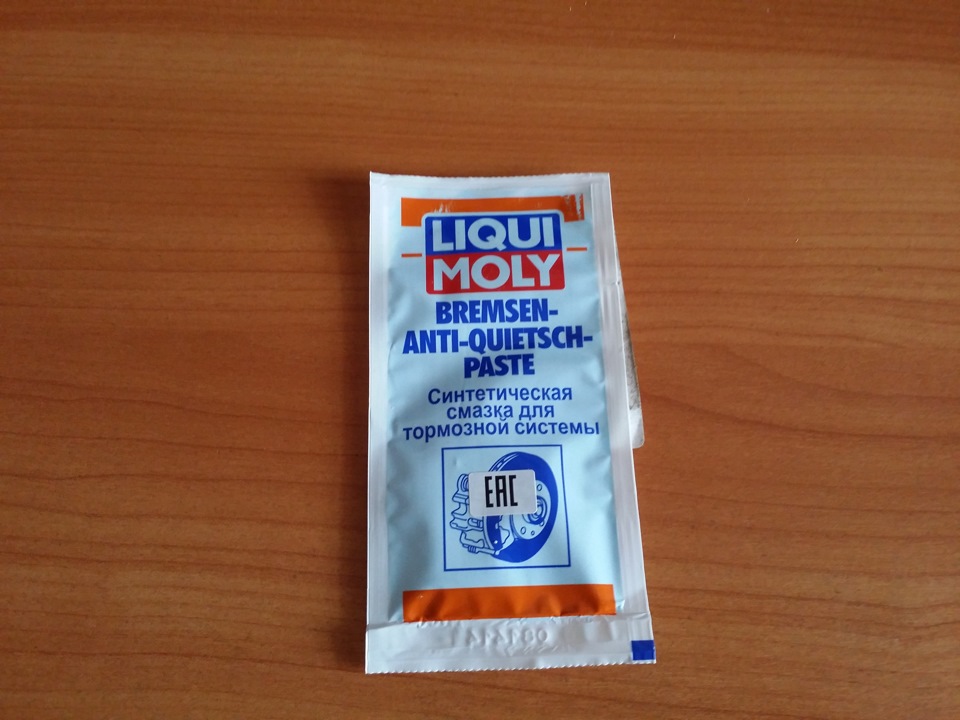 LIQUI
MOLY
BREMSEN-
ANTI-QUIETSCH-
PASTE
Синтетическая
смазка для
тормозной системы
EAC